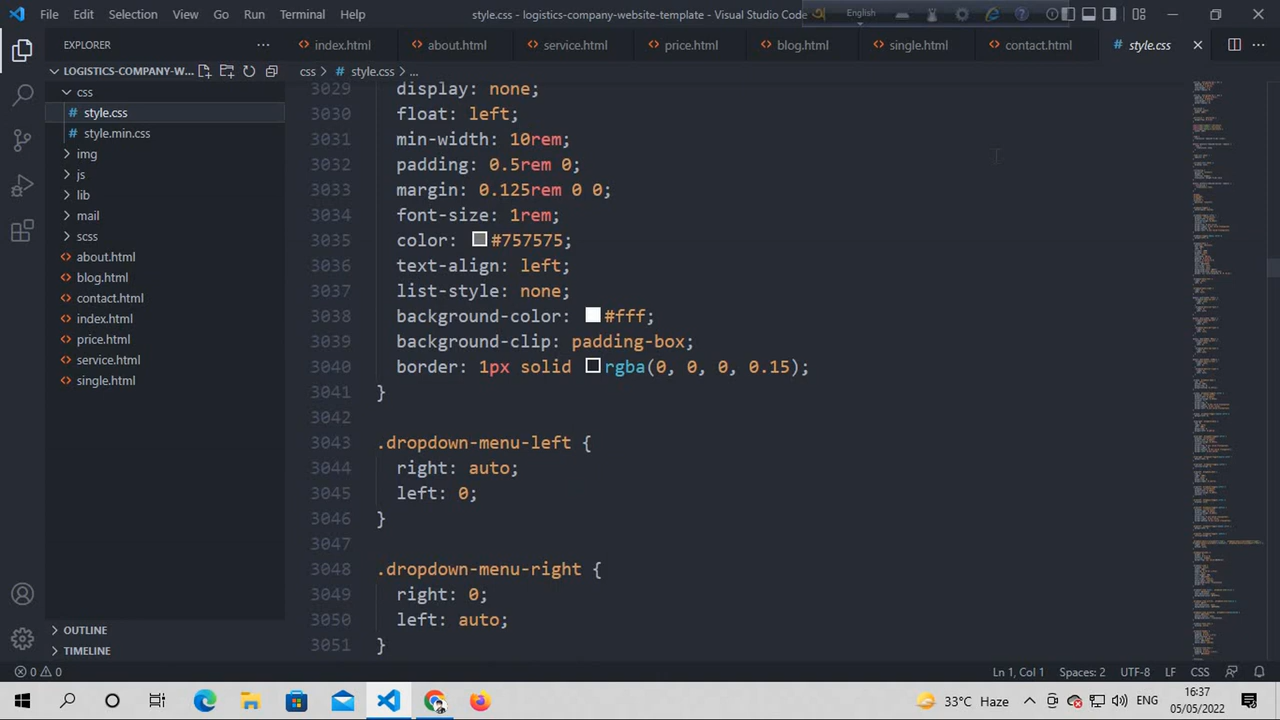 File Edit Selection View Go Run Terminal Help
style.css - logistics-company-website-template - Visual Studio Code
English
EXPLORER
index.html about.html service.html price.html blog.html single.html contact.html style.css
LOGISTICS-COMPANY-W...
css > style.css > ...
css
style.css
style.min.css
img
js
lib
mail
scss
about.html
blog.html
contact.html
index.html
price.html
service.html
single.html
OUTLINE
TIMELINE
3029 display: none;
3030 float: left;
3031 min-width: 10rem;
3032 padding: 0.5rem 0;
3033 margin: 0.125rem 0 0;
3034 font-size: 1rem;
3035 color: #757575;
3036 text-align: left;
3037 list-style: none;
3038 background-color: #fff;
3039 background-clip: padding-box;
3040 border: 1px solid rgba(0, 0, 0, 0.15);
3041 }
3042
3043 .dropdown-menu-left {
3044 right: auto;
3045 left: 0;
3046 }
3047
3048 .dropdown-menu-right {
3049 right: 0;
3050 left: auto;
3051 }
0 0 Ln 1, Col 1 Spaces: 2 UTF-8 LF CSS
33°C Haze ENG 16:37
05/05/2022